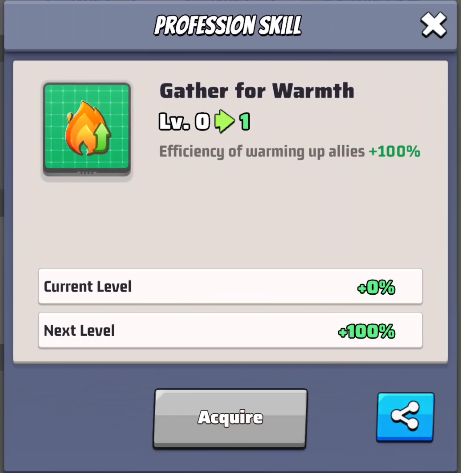 PROFESSION SKILL
Gather for Warmth
Lv. 0 1
Efficiency of warming up allies +100%
Current Level +0%
Next Level +100%
Acquire